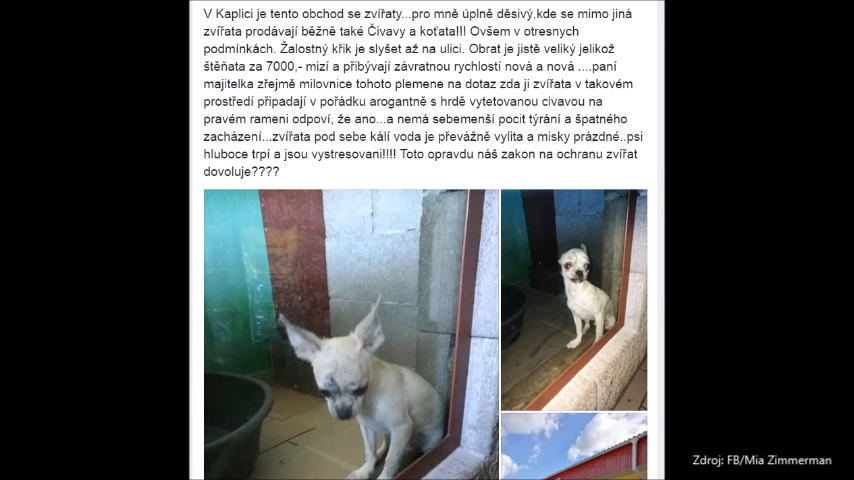 V Kaplici je tento obchod se zvířaty...pro mně úplně děsivý,kde se mimo jiná
zvířata prodávají běžně také Čivavy a koťata!!! Ovšem v otresnych
podmínkách. Žalostný křik je slyšet až na ulici. Obrat je jistě veliký jelikož
štěňata za 7000,- mizí a přibývají závratnou rychlostí nová a nová ....paní
majitelka zřejmě milovnice tohoto plemene na dotaz zda ji zvířata v takovém
prostředí připadají v pořádku arogantně s hrdě vytetovanou civavou na
pravém rameni odpoví, že ano...a nemá sebemenší pocit týrání a špatného
zacházení...zvířata pod sebe kálí voda je převážně vylita a misky prázdné..psi
hluboce trpí a jsou vystresovani!!!! Toto opravdu náš zakon na ochranu zvířat
dovoluje????
Zdroj: FB/Mia Zimmerman